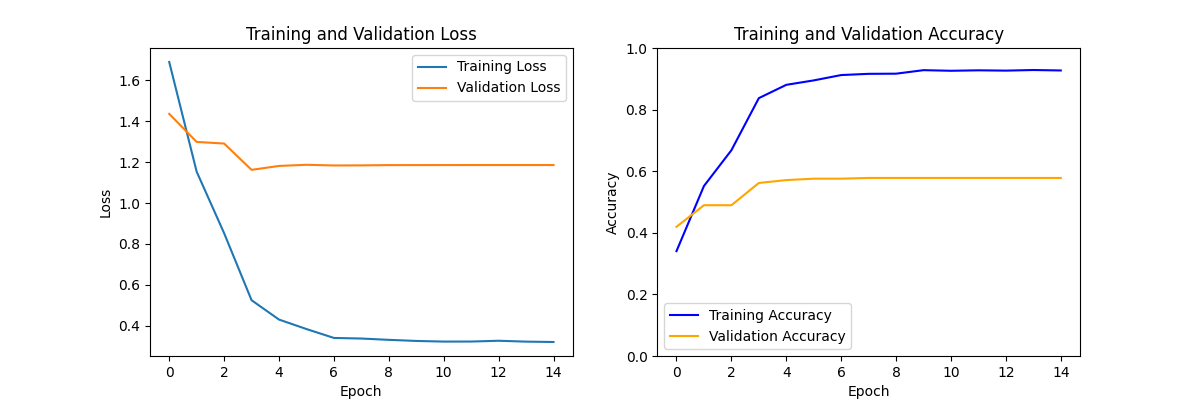 Training and Validation Loss
Training Loss
Validation Loss
1.6
1.4
1.2
1.0
0.8
0.6
0.4
Loss
0 2 4 6 8 10 12 14
Epoch
Training and Validation Accuracy
1.0
0.8
0.6
0.4
0.2
0.0
Accuracy
Training Accuracy
Validation Accuracy
0 2 4 6 8 10 12 14
Epoch